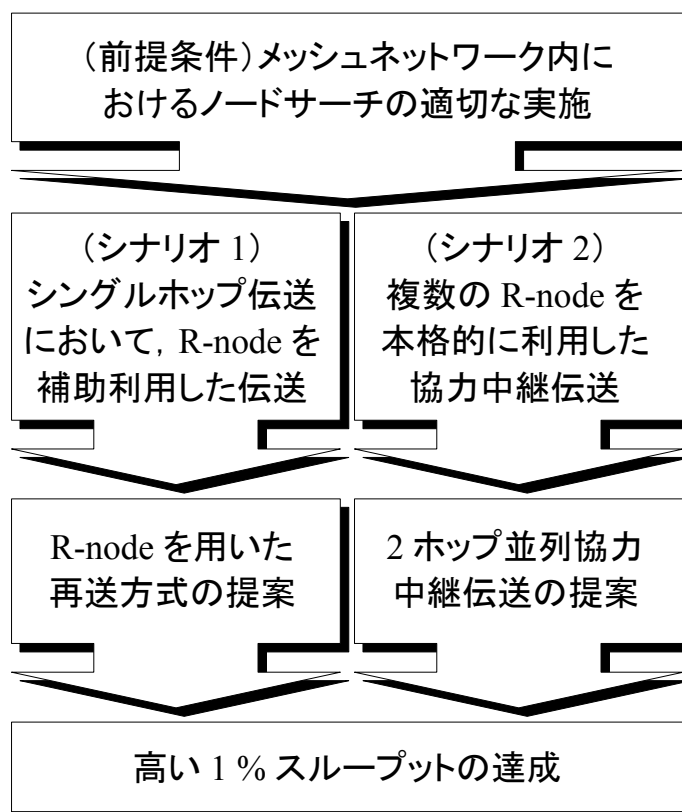 （前提条件）メッシュネットワーク内に
おけるノードサーチの適切な実施
（シナリオ 1）
シングルホップ伝送
において，R-node を
補助利用した伝送
（シナリオ 2）
複数の R-node を
本格的に利用した
協力中継伝送
R-node を用いた
再送方式の提案
2 ホップ並列協力
中継伝送の提案
高い 1 % スループットの達成